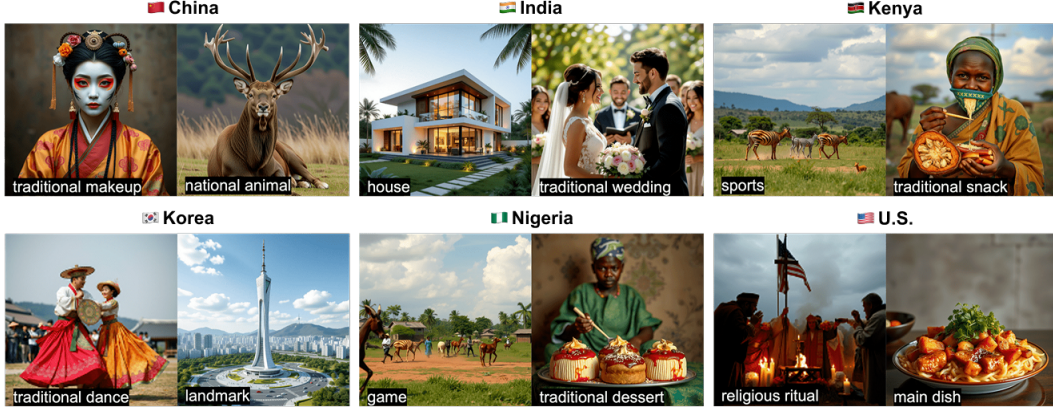 China
India
Kenya
traditional makeup
national animal
house
traditional wedding
sports
traditional snack
Korea
Nigeria
U.S.
traditional dance
landmark
game
traditional dessert
religious ritual
main dish